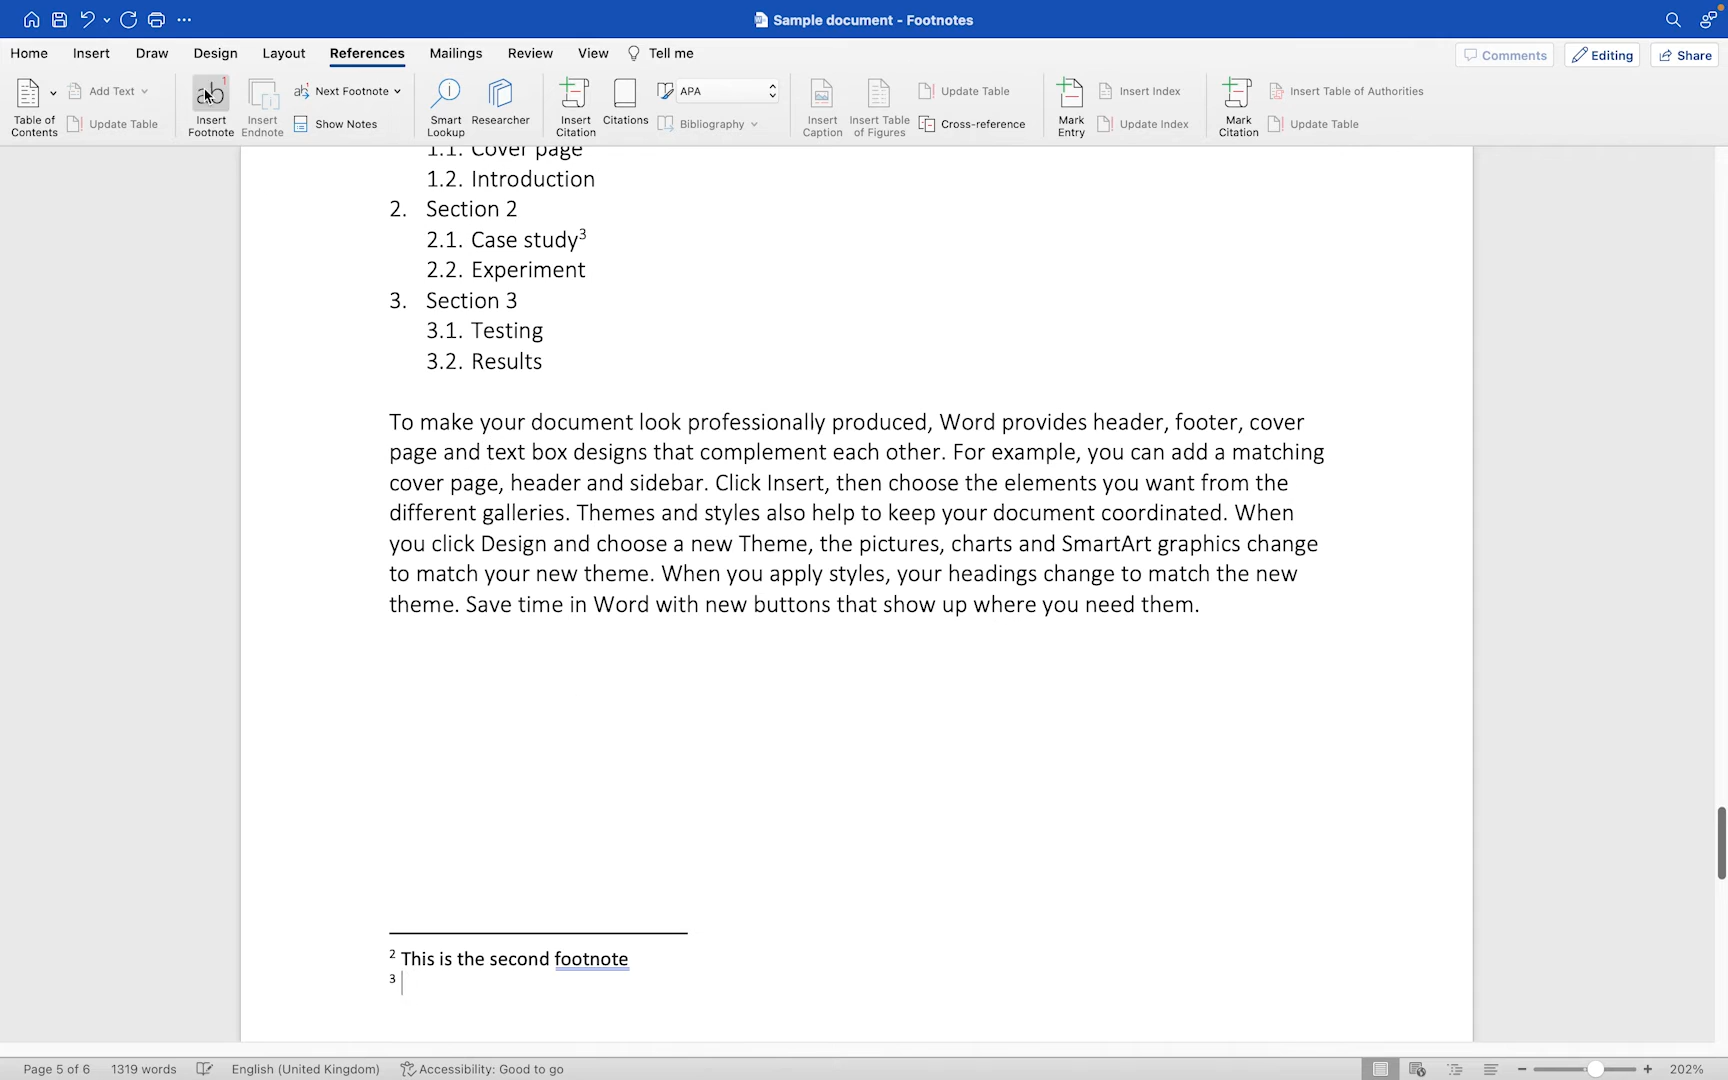 Sample document - Footnotes
Home Insert Draw Design Layout References Mailings Review View Tell me Comments Editing Share
Table of Contents
Add Text
Update Table
ab 1
Insert Footnote
Insert Endnote
ab Next Footnote
Show Notes
Smart Lookup
Researcher
Insert Citation
Citations
APA
Bibliography
Insert Caption
Insert Table of Figures
Update Table
Cross-reference
Mark Entry
Insert Index
Update Index
Mark Citation
Insert Table of Authorities
Update Table
1.1. Cover page
1.2. Introduction
2. Section 2
2.1. Case study³
2.2. Experiment
3. Section 3
3.1. Testing
3.2. Results
To make your document look professionally produced, Word provides header, footer, cover
page and text box designs that complement each other. For example, you can add a matching
cover page, header and sidebar. Click Insert, then choose the elements you want from the
different galleries. Themes and styles also help to keep your document coordinated. When
you click Design and choose a new Theme, the pictures, charts and SmartArt graphics change
to match your new theme. When you apply styles, your headings change to match the new
theme. Save time in Word with new buttons that show up where you need them.
² This is the second footnote
³
Page 5 of 6 1319 words English (United Kingdom) Accessibility: Good to go 202%